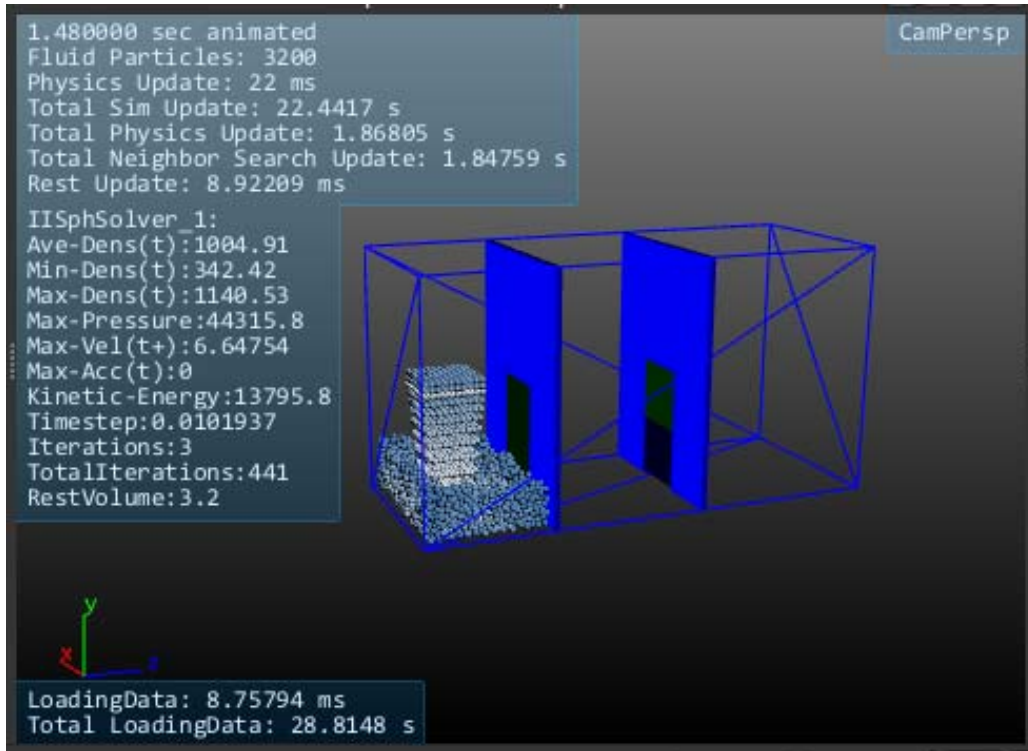 1.480000 sec animated
Fluid Particles: 3200
Physics Update: 22 ms
Total Sim Update: 22.4417 s
Total Physics Update: 1.86805 s
Total Neighbor Search Update: 1.84759 s
Rest Update: 8.92209 ms
CamPersp
IISphSolver_1:
Ave-Dens(t):1004.91
Min-Dens(t):342.42
Max-Dens(t):1140.53
Max-Pressure:44315.8
Max-Vel(t+):6.64754
Max-Acc(t):0
Kinetic-Energy:13795.8
Timestep:0.0101937
Iterations:3
TotalIterations:441
RestVolume:3.2
y
x
z
LoadingData: 8.75794 ms
Total LoadingData: 28.8148 s